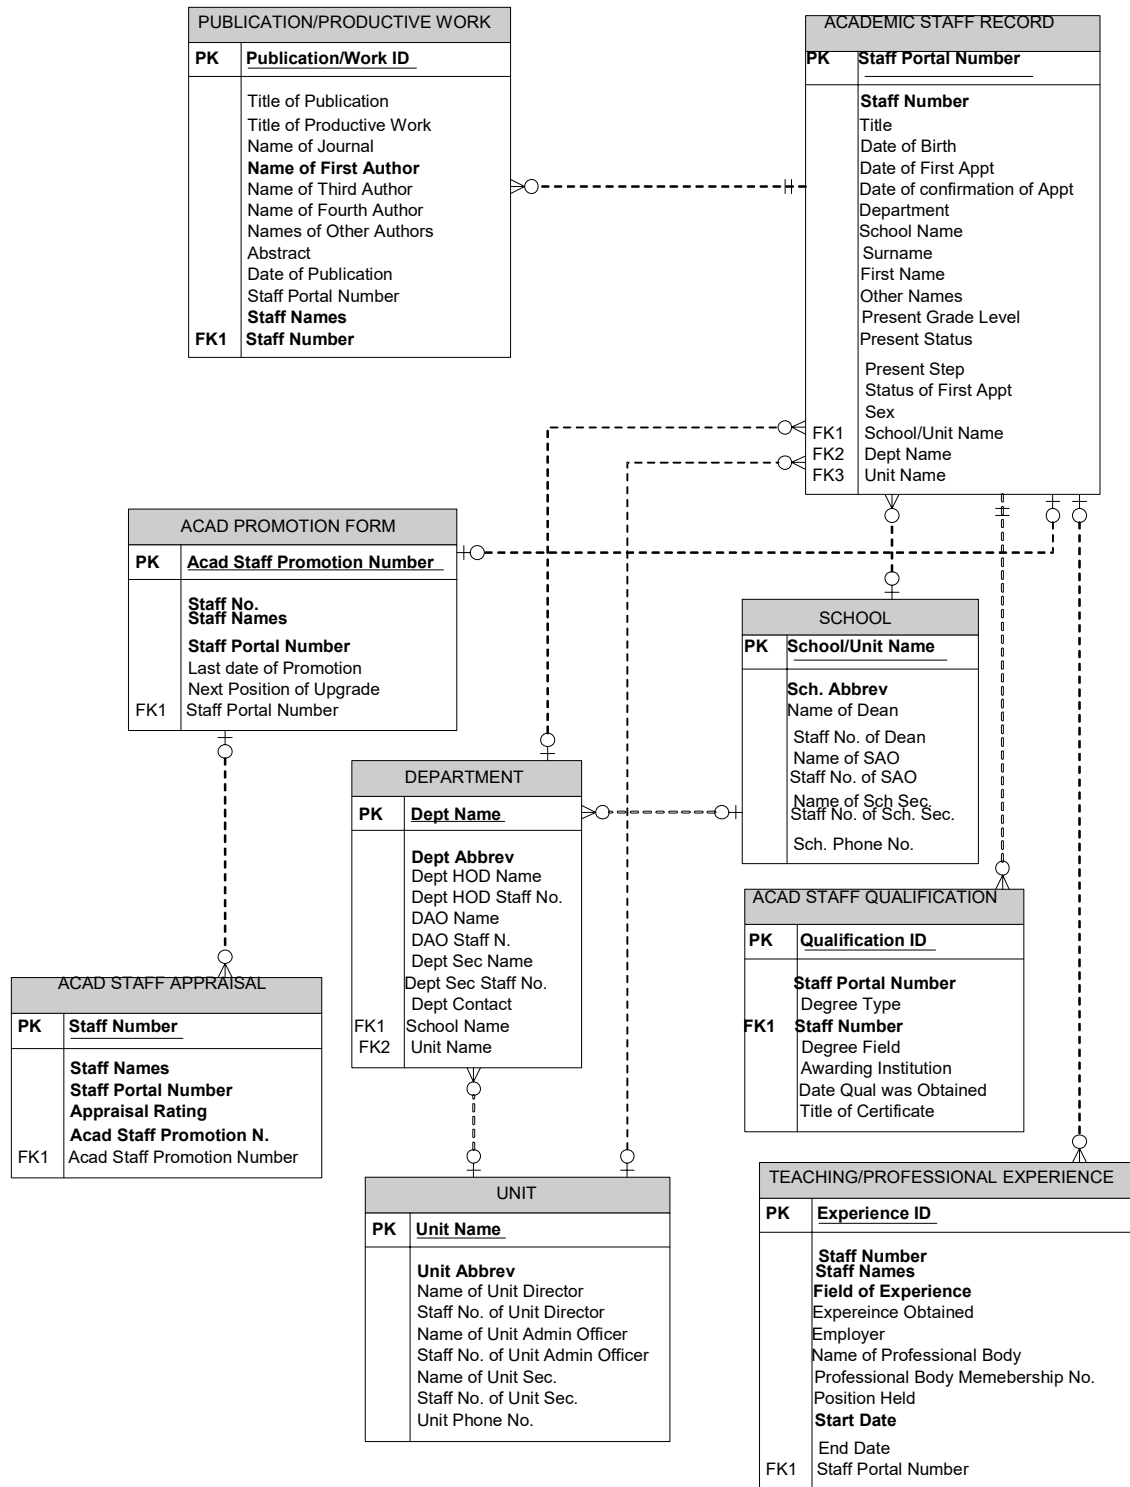 PUBLICATION/PRODUCTIVE WORK
PK Publication/Work ID
Title of Publication
Title of Productive Work
Name of Journal
Name of First Author
Name of Third Author
Name of Fourth Author
Names of Other Authors
Abstract
Date of Publication
Staff Portal Number
Staff Names
FK1 Staff Number
ACADEMIC STAFF RECORD
PK Staff Portal Number
Staff Number
Title
Date of Birth
Date of First Appt
Date of confirmation of Appt
Department
School Name
Surname
First Name
Other Names
Present Grade Level
Present Status
Present Step
Status of First Appt
Sex
FK1 School/Unit Name
FK2 Dept Name
FK3 Unit Name
ACAD PROMOTION FORM
PK Acad Staff Promotion Number
Staff No.
Staff Names
Staff Portal Number
Last date of Promotion
Next Position of Upgrade
FK1 Staff Portal Number
SCHOOL
PK School/Unit Name
Sch. Abbrev
Name of Dean
Staff No. of Dean
Name of SAO
Staff No. of SAO
Name of Sch Sec.
Staff No. of Sch. Sec.
Sch. Phone No.
DEPARTMENT
PK Dept Name
Dept Abbrev
Dept HOD Name
Dept HOD Staff No.
DAO Name
DAO Staff N.
Dept Sec Name
Dept Sec Staff No.
Dept Contact
FK1 School Name
FK2 Unit Name
ACAD STAFF QUALIFICATION
PK Qualification ID
Staff Portal Number
Degree Type
FK1 Staff Number
Degree Field
Awarding Institution
Date Qual was Obtained
Title of Certificate
ACAD STAFF APPRAISAL
PK Staff Number
Staff Names
Staff Portal Number
Appraisal Rating
Acad Staff Promotion N.
FK1 Acad Staff Promotion Number
UNIT
PK Unit Name
Unit Abbrev
Name of Unit Director
Staff No. of Unit Director
Name of Unit Admin Officer
Staff No. of Unit Admin Officer
Name of Unit Sec.
Staff No. of Unit Sec.
Unit Phone No.
TEACHING/PROFESSIONAL EXPERIENCE
PK Experience ID
Staff Number
Staff Names
Field of Experience
Expereince Obtained
Employer
Name of Professional Body
Professional Body Memebership No.
Position Held
Start Date
End Date
FK1 Staff Portal Number